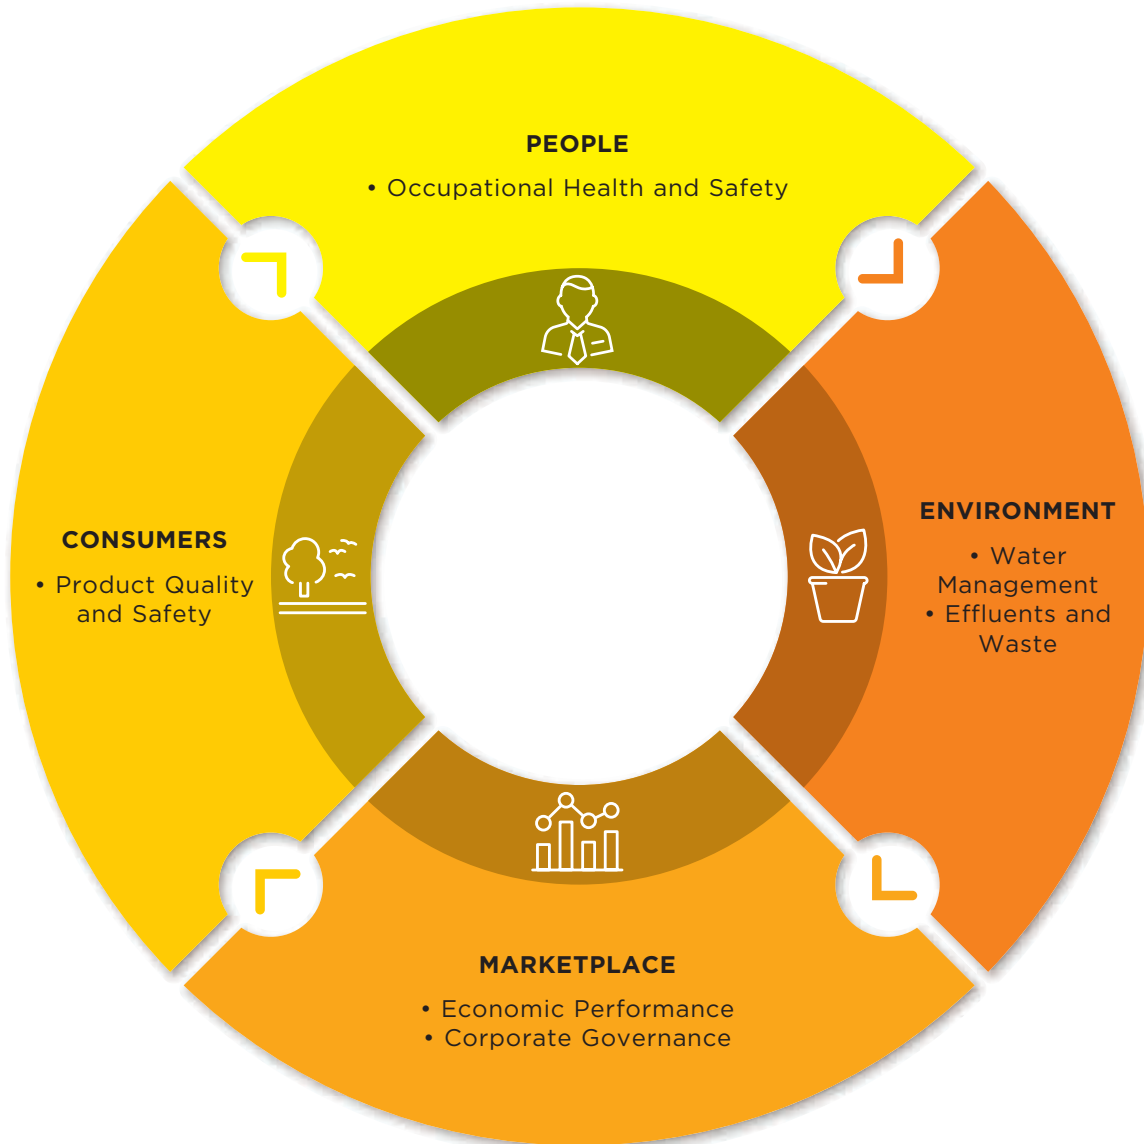 PEOPLE
• Occupational Health and Safety
CONSUMERS
• Product Quality
and Safety
ENVIRONMENT
• Water
Management
• Effluents and
Waste
MARKETPLACE
• Economic Performance
• Corporate Governance